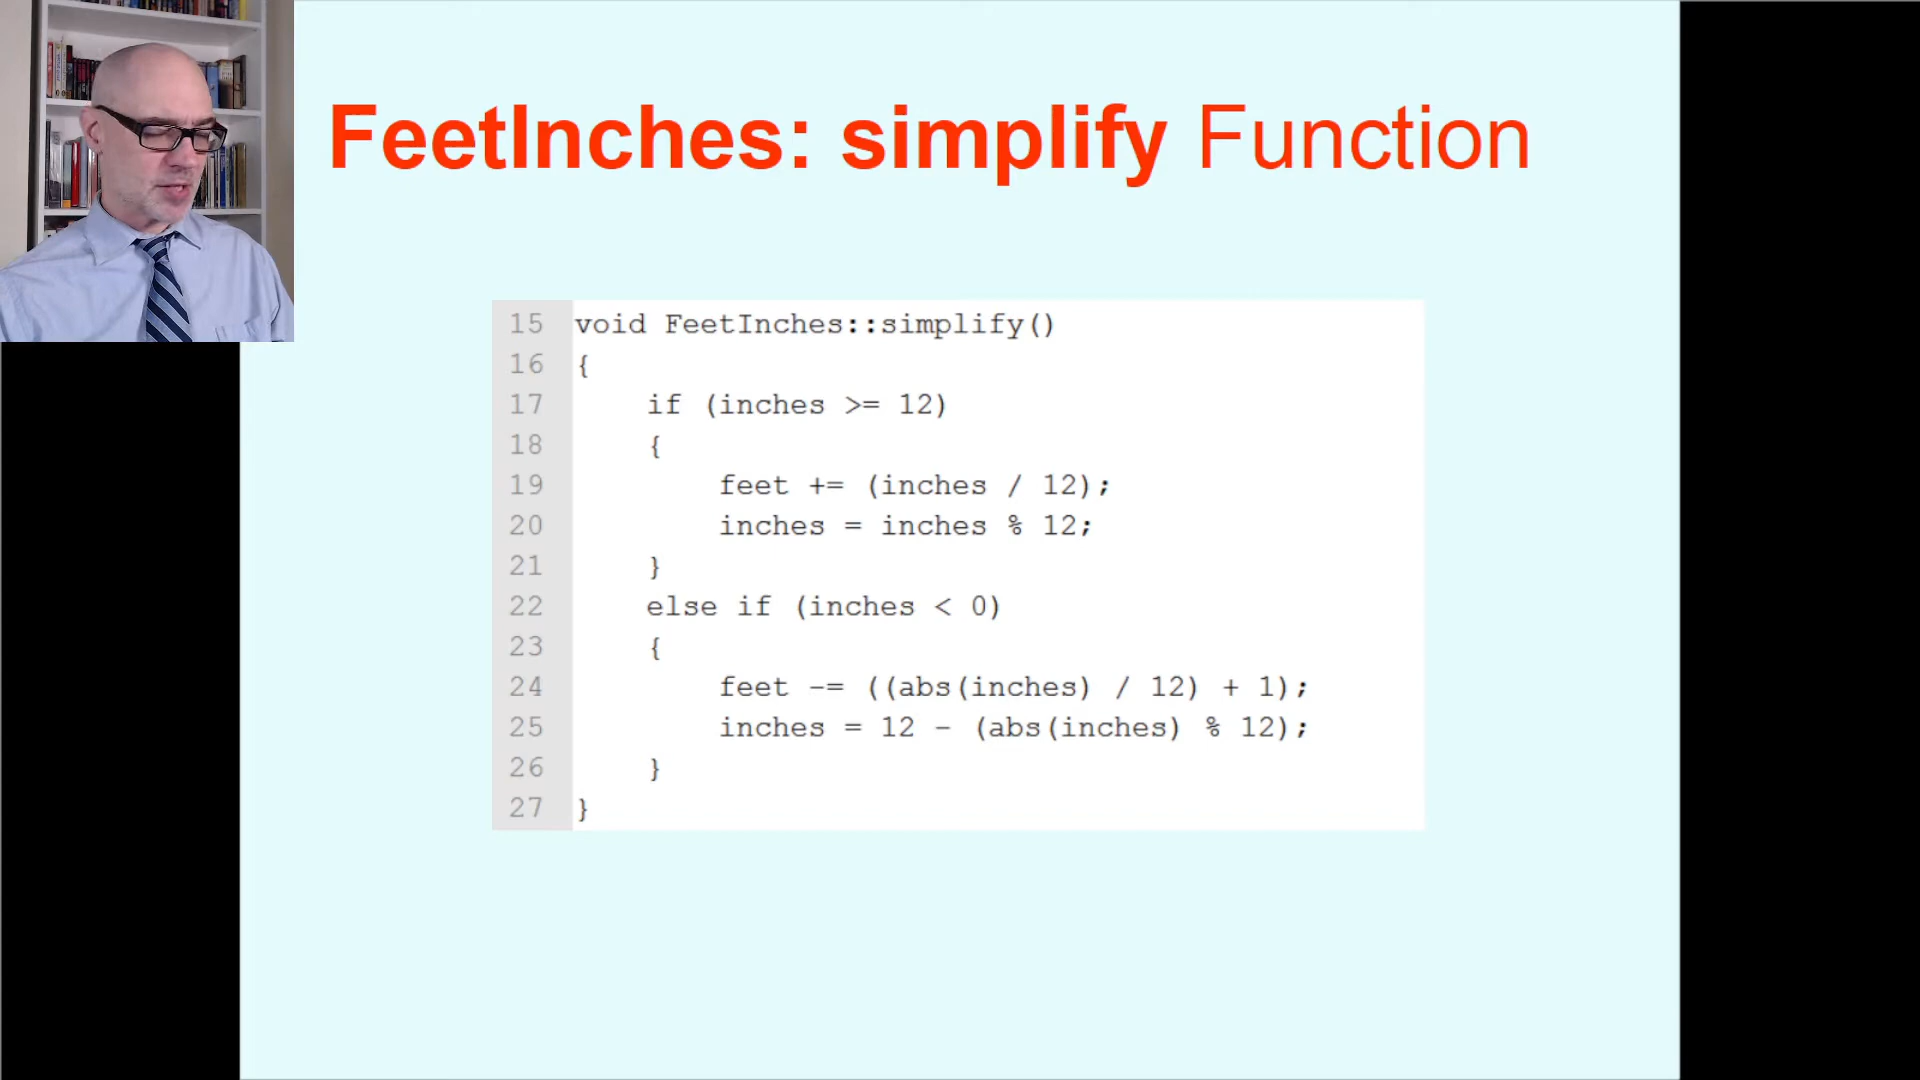 FeetInches: simplify Function
15 void FeetInches::simplify()
16 {
17     if (inches >= 12)
18     {
19         feet += (inches / 12);
20         inches = inches % 12;
21     }
22     else if (inches < 0)
23     {
24         feet -= ((abs(inches) / 12) + 1);
25         inches = 12 - (abs(inches) % 12);
26     }
27 }